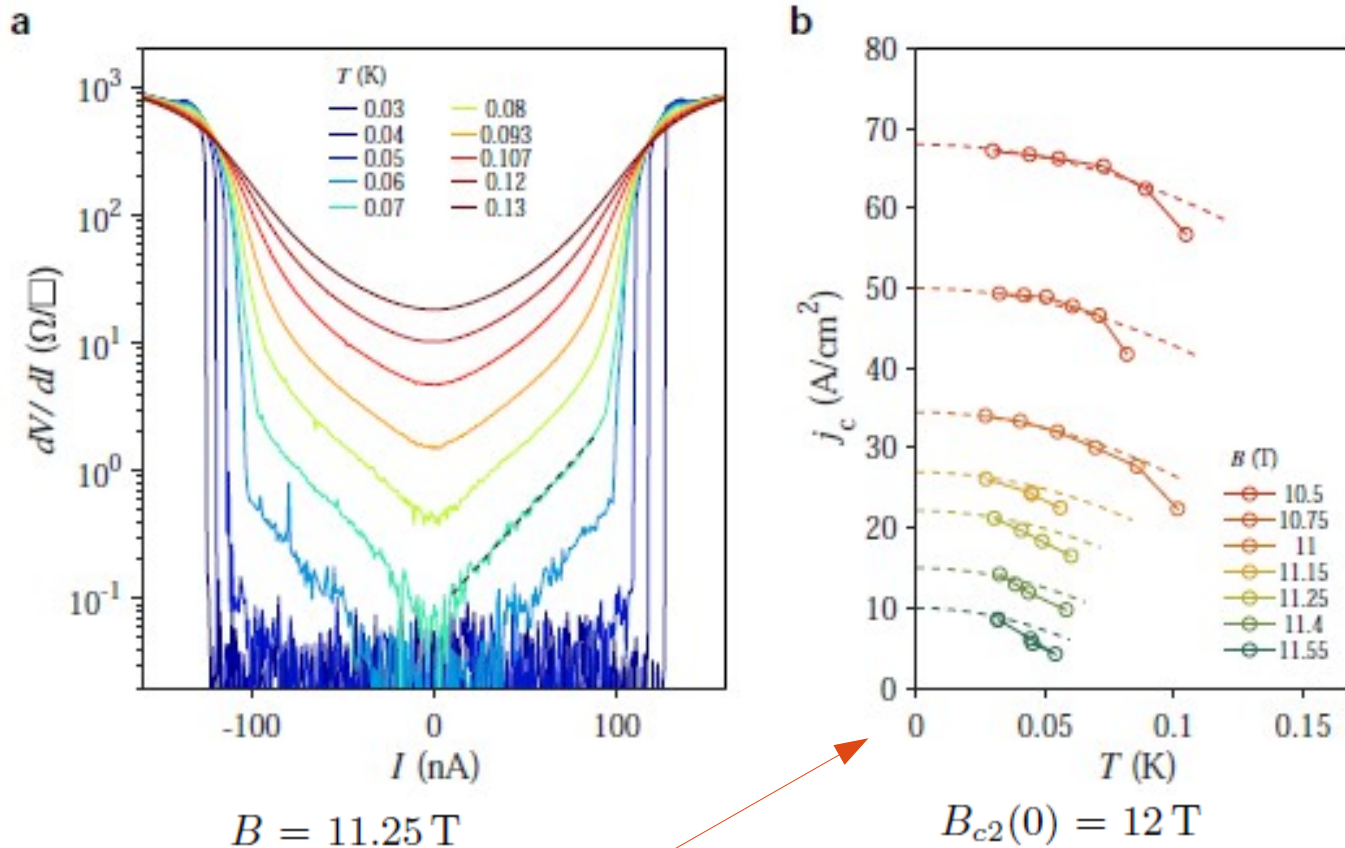 a
T (K)
0.03
0.04
0.05
0.06
0.07
0.08
0.093
0.107
0.12
0.13
10³
10²
10¹
10⁰
10⁻¹
dV/ dI (Ω/□)
-100 0 100
I (nA)
B = 11.25 T
b
80
70
60
50
40
30
20
10
0
j_c (A/cm²)
B (T)
10.5
10.75
11
11.15
11.25
11.4
11.55
0 0.05 0.1 0.15
T (K)
B_{c2}(0) = 12 T